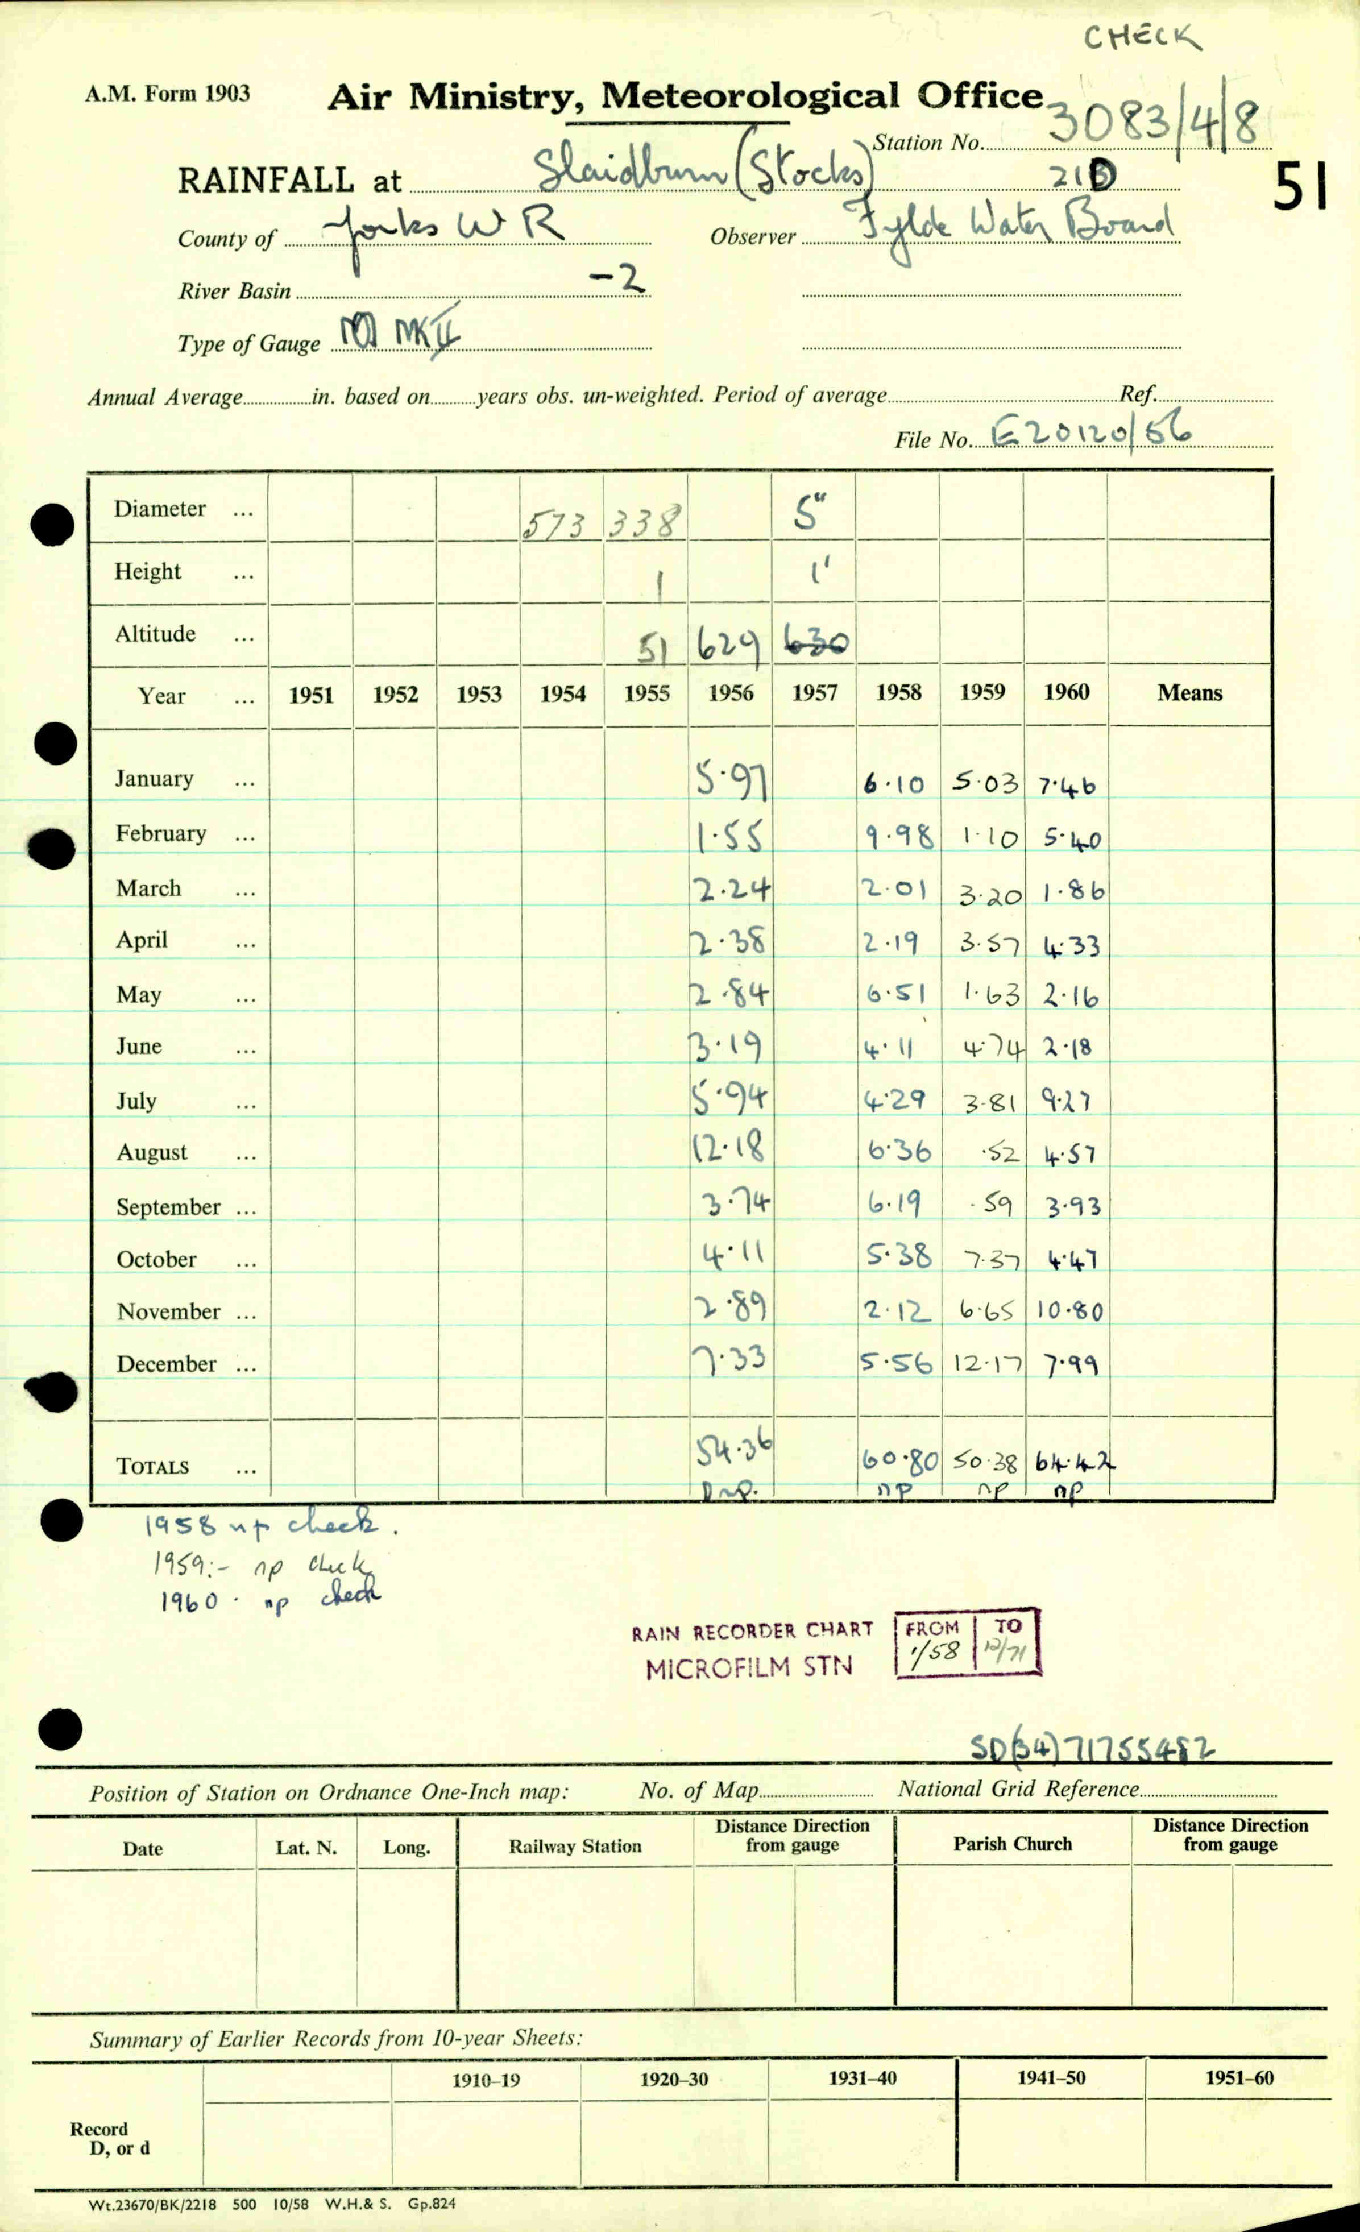 CHECK
A.M. Form 1903 Air Ministry, Meteorological Office
Station No. 3083/4/8
RAINFALL at Slaidburn (Stocks) 21D 51
County of Yorks W R Observer Fylde Water Board
River Basin -2
Type of Gauge MK II
Annual Average in. based on years obs. un-weighted. Period of average Ref.
File No. E20120/56
Diameter ... 573 338 5"
Height ... 1 1'
Altitude ... 51 629 630
Year ... 1951 1952 1953 1954 1955 1956 1957 1958 1959 1960 Means
January ... 5.97 6.10 5.03 7.46
February ... 1.55 9.98 1.10 5.40
March ... 2.24 2.01 3.20 1.86
April ... 2.38 2.19 3.57 4.33
May ... 2.84 6.51 1.63 2.16
June ... 3.19 4.11 4.74 2.18
July ... 5.94 4.29 3.81 9.27
August ... 12.18 6.36 .52 4.57
September ... 3.74 6.19 .59 3.93
October ... 4.11 5.38 7.37 4.47
November ... 2.89 2.12 6.65 10.80
December ... 7.33 5.56 12.17 7.99
TOTALS ... 54.36 60.80 50.38 64.42
np np np
1958 np check.
1959:- np check
1960 . np check
RAIN RECORDER CHART FROM TO
MICROFILM STN 1/58 12/71
SD(34)71755482
Position of Station on Ordnance One-Inch map: No. of Map National Grid Reference
Date Lat. N. Long. Railway Station Distance Direction from gauge Parish Church Distance Direction from gauge
Summary of Earlier Records from 10-year Sheets:
1910-19 1920-30 1931-40 1941-50 1951-60
Record
D, or d
Wt.23670/BK/2218 500 10/58 W.H.& S. Gp.824